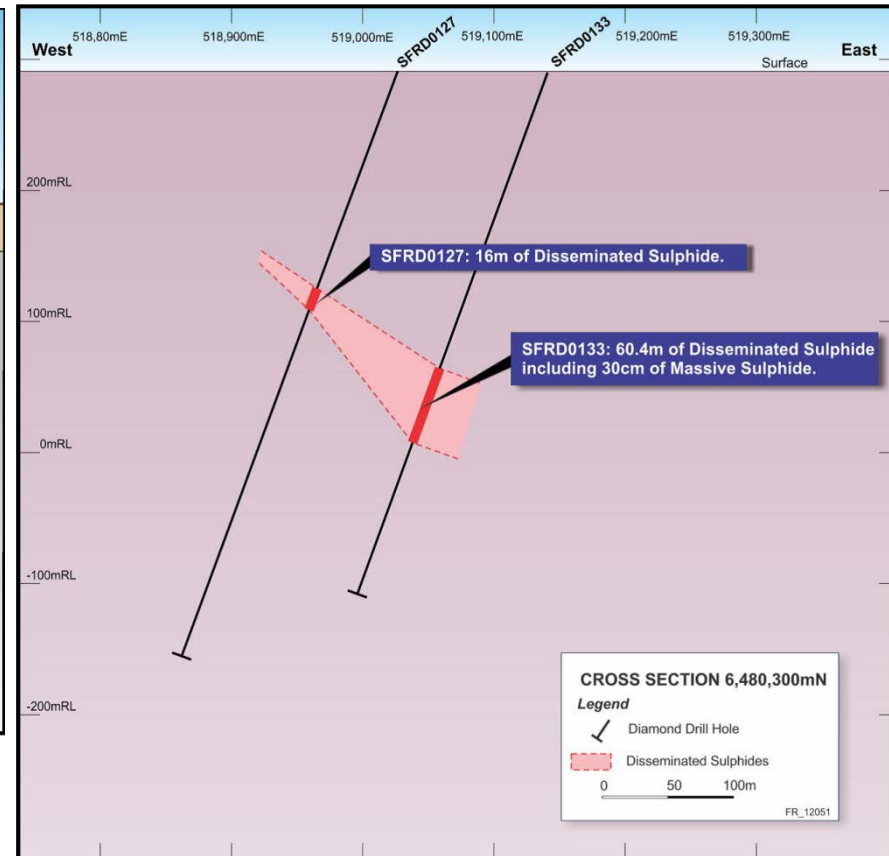 518,80mE
518,900mE
519,000mE
519,100mE
519,200mE
519,300mE
West
SFRD0127
SFRD0133
East
Surface
200mRL
SFRD0127: 16m of Disseminated Sulphide.
100mRL
SFRD0133: 60.4m of Disseminated Sulphide
including 30cm of Massive Sulphide.
0mRL
-100mRL
-200mRL
CROSS SECTION 6,480,300mN
Legend
Diamond Drill Hole
Disseminated Sulphides
0 50 100m
FR_12051